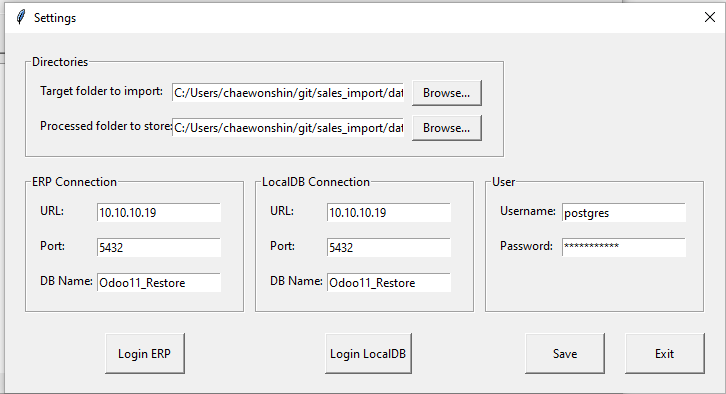 Settings
Directories
Target folder to import: C:/Users/chaewonshin/git/sales_import/dat Browse...
Processed folder to store: C:/Users/chaewonshin/git/sales_import/dat Browse...
ERP Connection LocalDB Connection User
URL: 10.10.10.19 URL: 10.10.10.19 Username: postgres
Port: 5432 Port: 5432 Password: ***********
DB Name: Odoo11_Restore DB Name: Odoo11_Restore
Login ERP Login LocalDB Save Exit